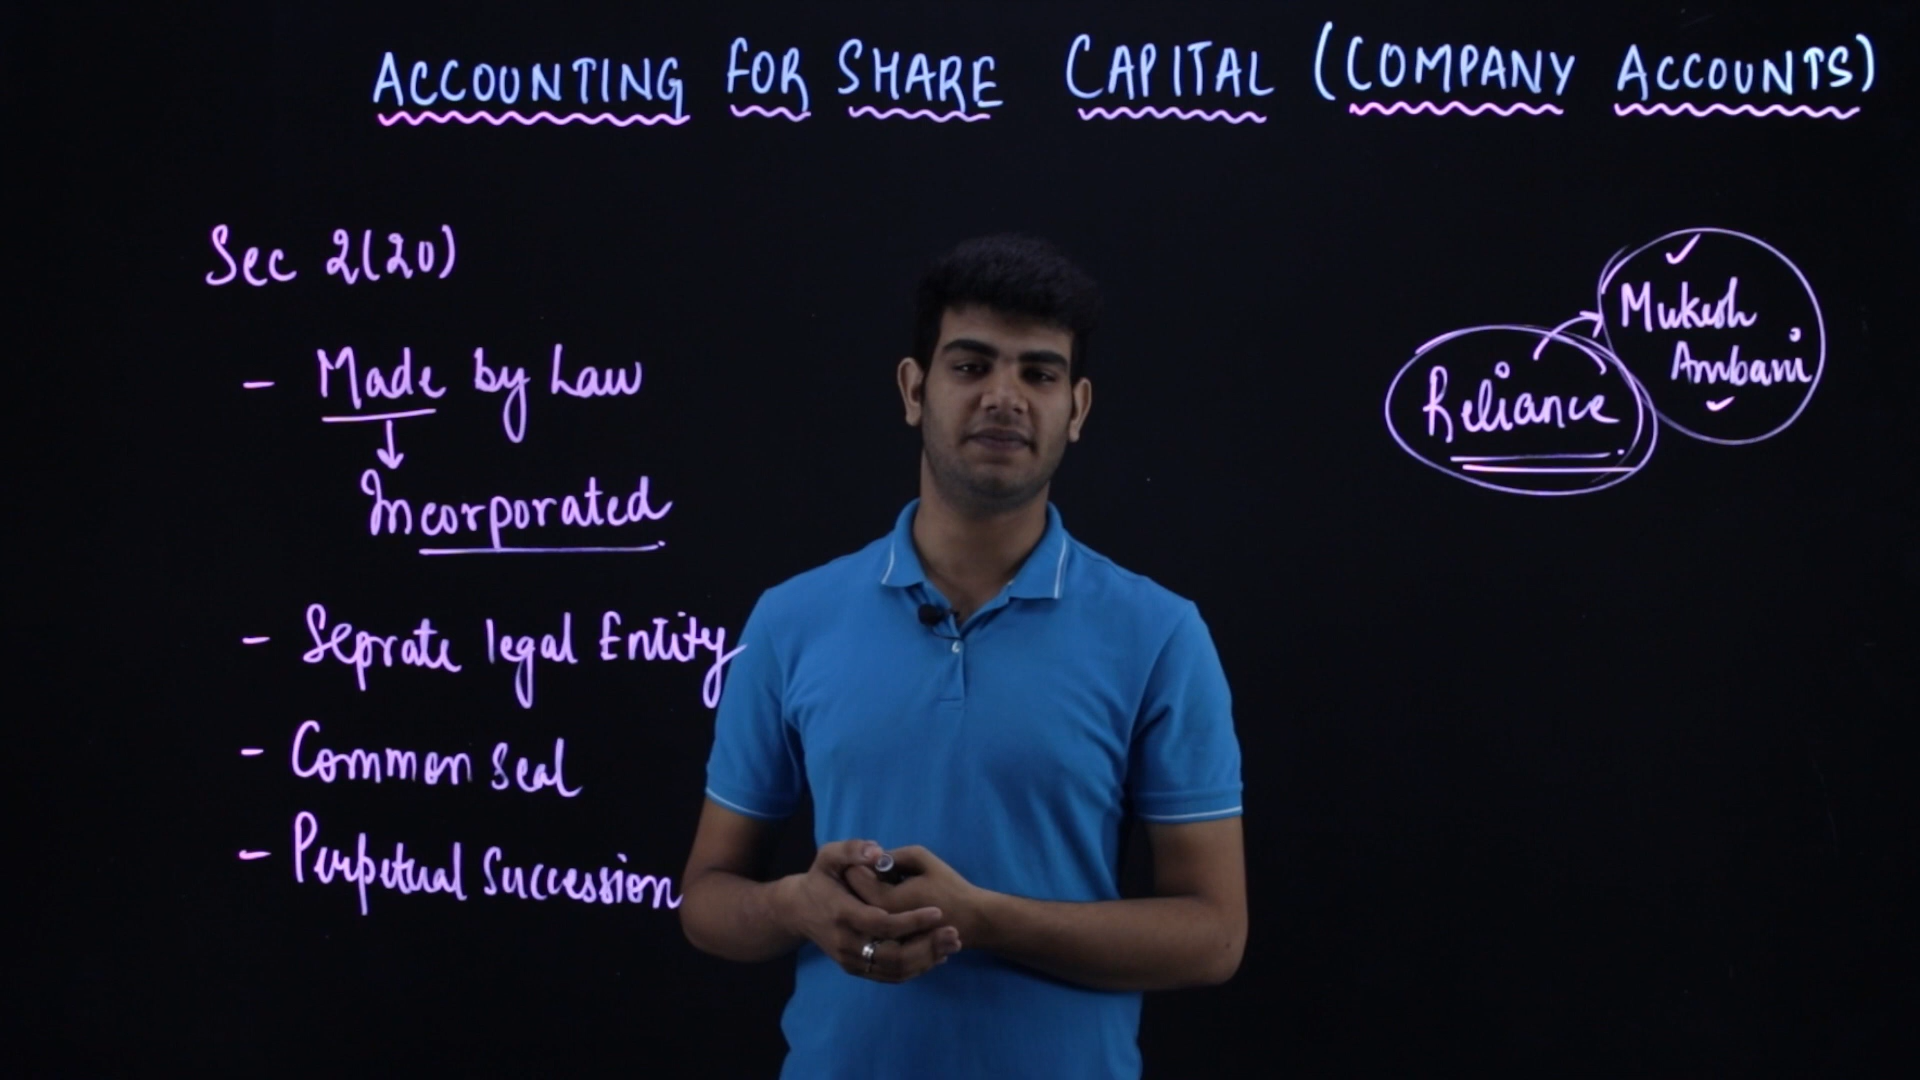 ACCOUNTING FOR SHARE CAPITAL (COMPANY ACCOUNTS)
Sec 2(20)
- Made by Law
Incorporated
- Seprate legal Entity
- Common Seal
- Perpetual Succession
Mukesh
Ambani
Reliance